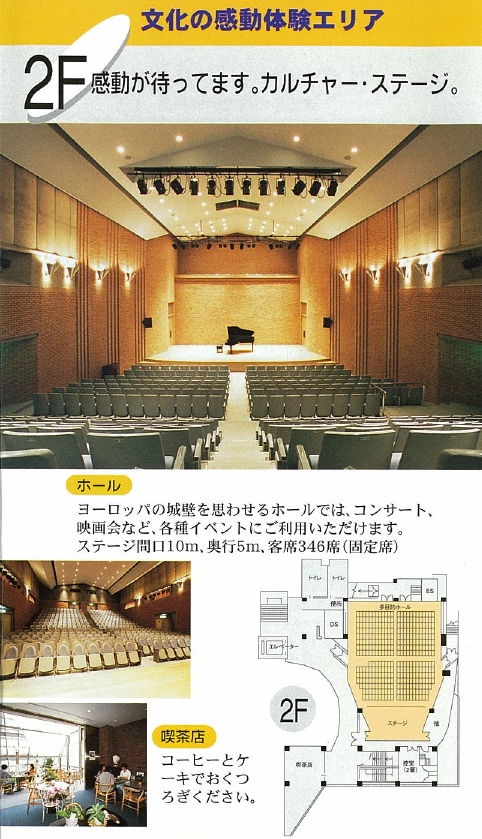 文化の感動体験エリア
2F 感動が待ってます。カルチャー・ステージ。
ホール
ヨーロッパの城壁を思わせるホールでは、コンサート、
映画会など、各種イベントにご利用いただけます。
ステージ間口10m、奥行5m、客席346席(固定席)
トイレ
トイレ
便所
DS
ES
多目的ホール
エレベーター
2F
ステージ
袖
喫茶店
控室
(2層)
喫茶店
コーヒーとケ
ーキでおくつ
ろぎください。